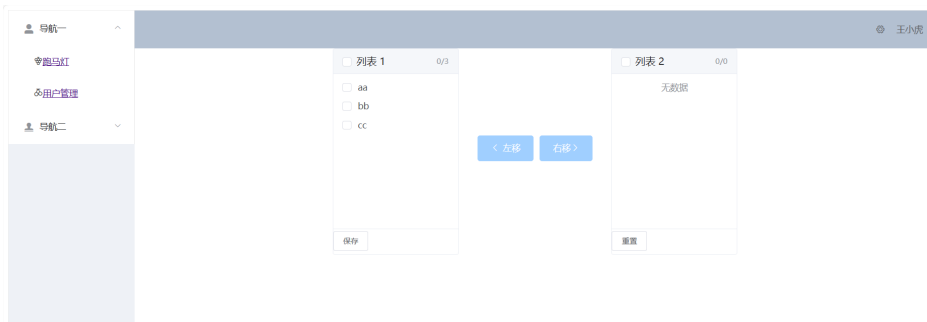 导航一
王小虎
跑马灯
用户管理
导航二
列表 1 0/3
aa
bb
cc
保存
左移
右移
列表 2 0/0
无数据
重置